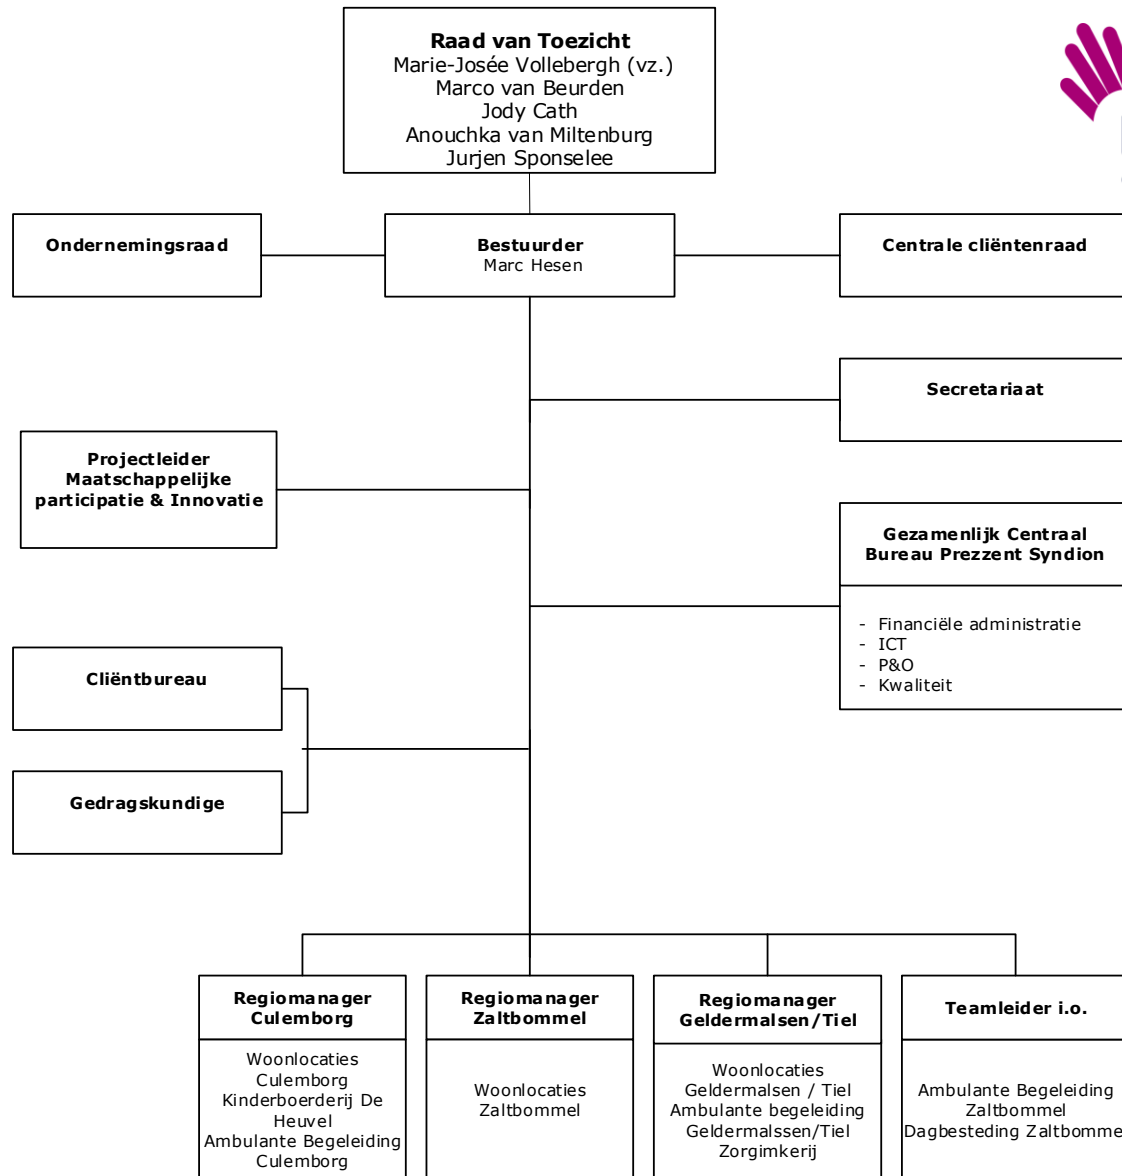 Raad van Toezicht
Marie-Josée Vollebergh (vz.)
Marco van Beurden
Jody Cath
Anouchka van Miltenburg
Jurjen Sponselee
Ondernemingsraad
Bestuurder
Marc Hesen
Centrale cliëntenraad
Secretariaat
Projectleider
Maatschappelijke
participatie & Innovatie
Gezamenlijk Centraal
Bureau Prezzent Syndion
- Financiële administratie
- ICT
- P&O
- Kwaliteit
Cliëntbureau
Gedragskundige
Regiomanager
Culemborg
Woonlocaties
Culemborg
Kinderboerderij De
Heuvel
Ambulante Begeleiding
Culemborg
Regiomanager
Zaltbommel
Woonlocaties
Zaltbommel
Regiomanager
Geldermalsen/Tiel
Woonlocaties
Geldermalsen / Tiel
Ambulante begeleiding
Geldermalssen/Tiel
Zorgimkerij
Teamleider i.o.
Ambulante Begeleiding
Zaltbommel
Dagbesteding Zaltbomme